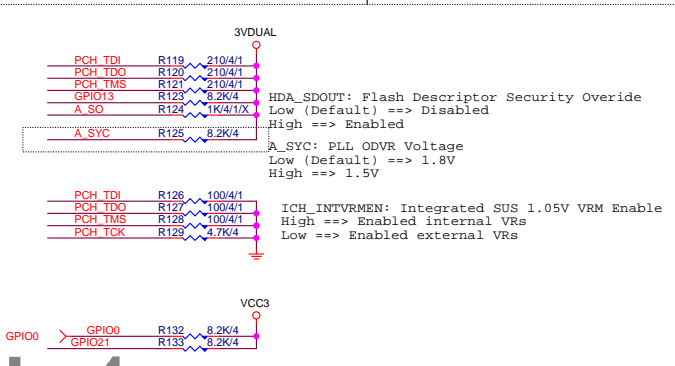 3VDUAL
PCH_TDI R119 210/4/1
PCH_TDO R120 210/4/1
PCH_TMS R121 210/4/1
GPIO13 R123 8.2K/4
A_SO R124 1K/4/1/X
A_SYC R125 8.2K/4
HDA_SDOUT: Flash Descriptor Security Overide
Low (Default) ==> Disabled
High ==> Enabled
A_SYC: PLL ODVR Voltage
Low (Default) ==> 1.8V
High ==> 1.5V
PCH_TDI R126 100/4/1
PCH_TDO R127 100/4/1
PCH_TMS R128 100/4/1
PCH_TCK R129 4.7K/4
ICH_INTVRMEN: Integrated SUS 1.05V VRM Enable
High ==> Enabled internal VRs
Low ==> Enabled external VRs
VCC3
GPIO0 GPIO0 R132 8.2K/4
GPIO21 R133 8.2K/4